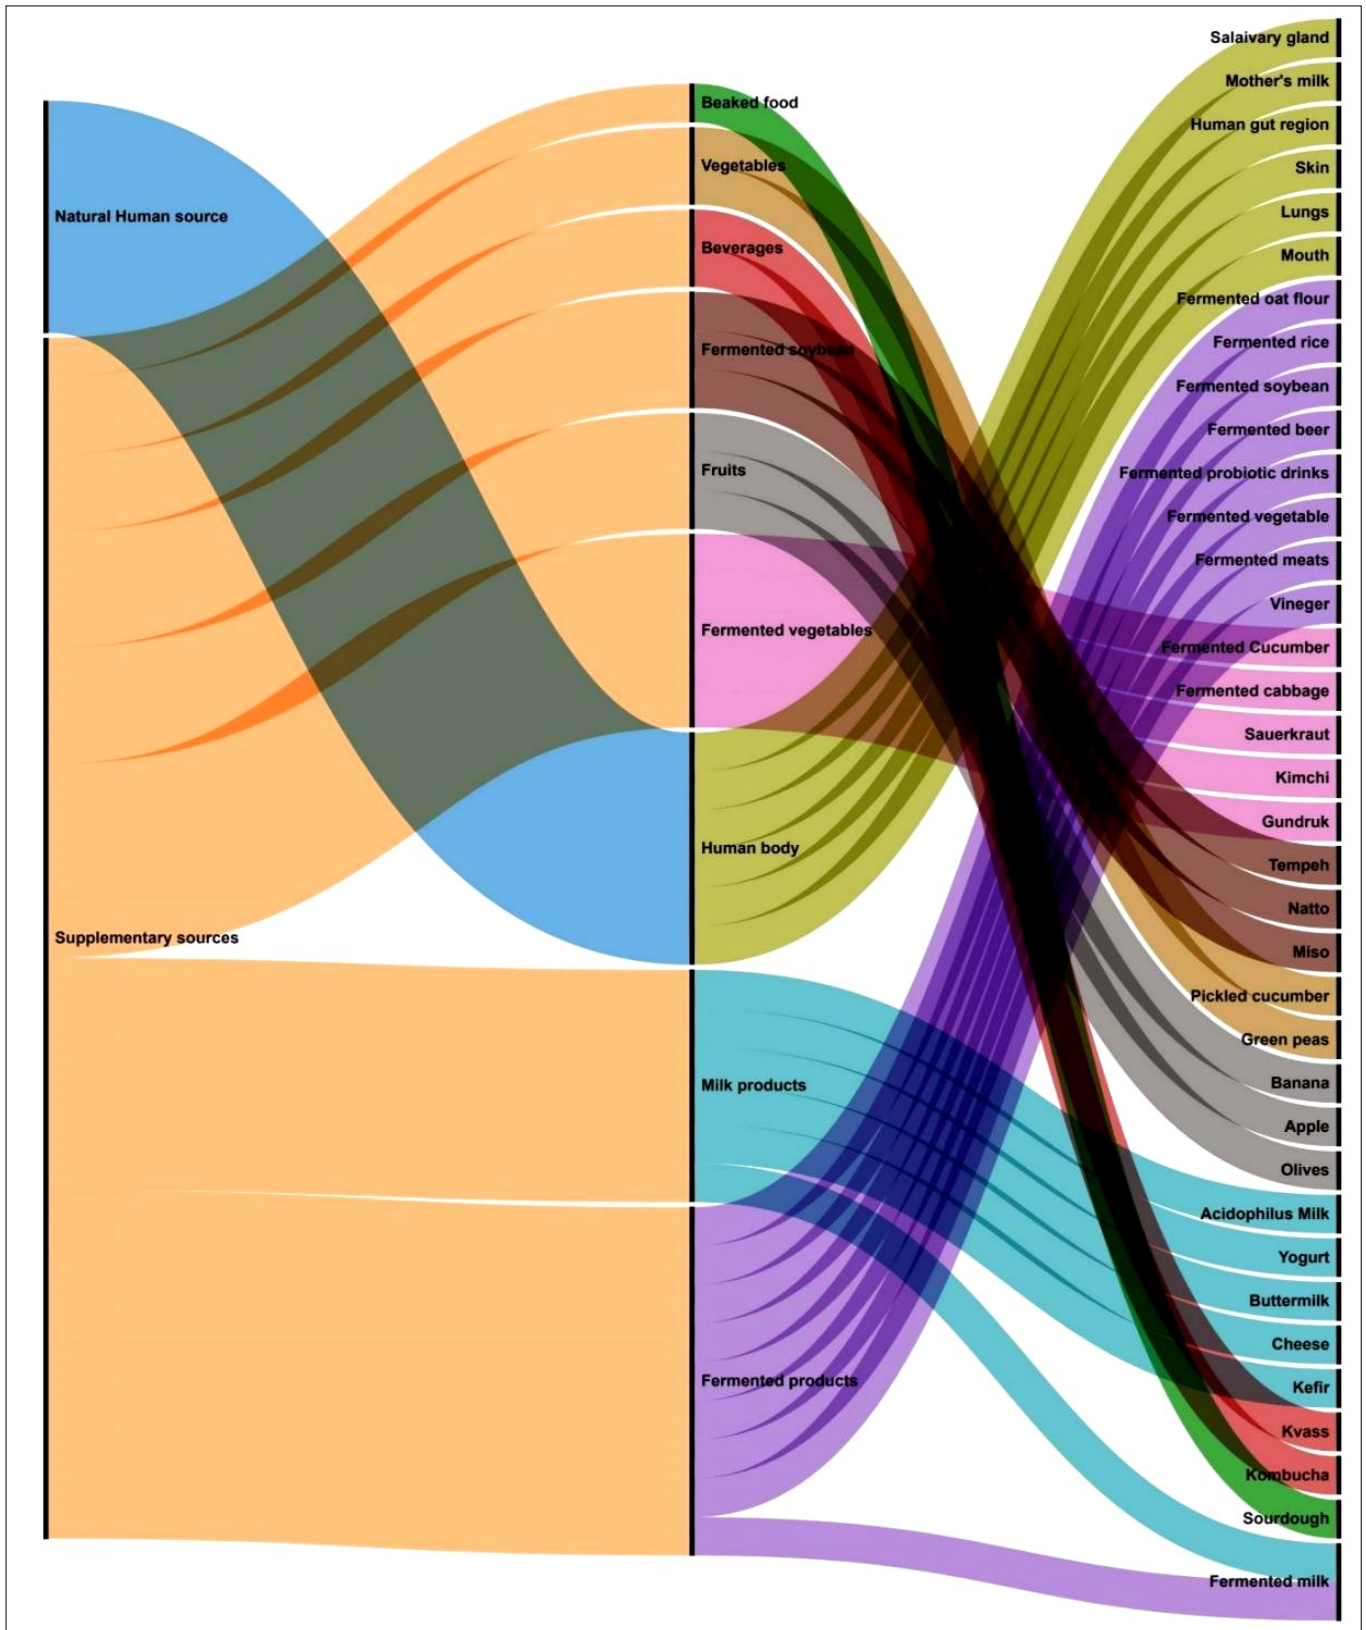 Natural Human source
Supplementary sources
Beaked food
Vegetables
Beverages
Fermented soybean
Fruits
Fermented vegetables
Human body
Milk products
Fermented products
Salaivary gland
Mother's milk
Human gut region
Skin
Lungs
Mouth
Fermented oat flour
Fermented rice
Fermented soybean
Fermented beer
Fermented probiotic drinks
Fermented vegetable
Fermented meats
Vineger
Fermented Cucumber
Fermented cabbage
Sauerkraut
Kimchi
Gundruk
Tempeh
Natto
Miso
Pickled cucumber
Green peas
Banana
Apple
Olives
Acidophilus Milk
Yogurt
Buttermilk
Cheese
Kefir
Kvass
Kombucha
Sourdough
Fermented milk